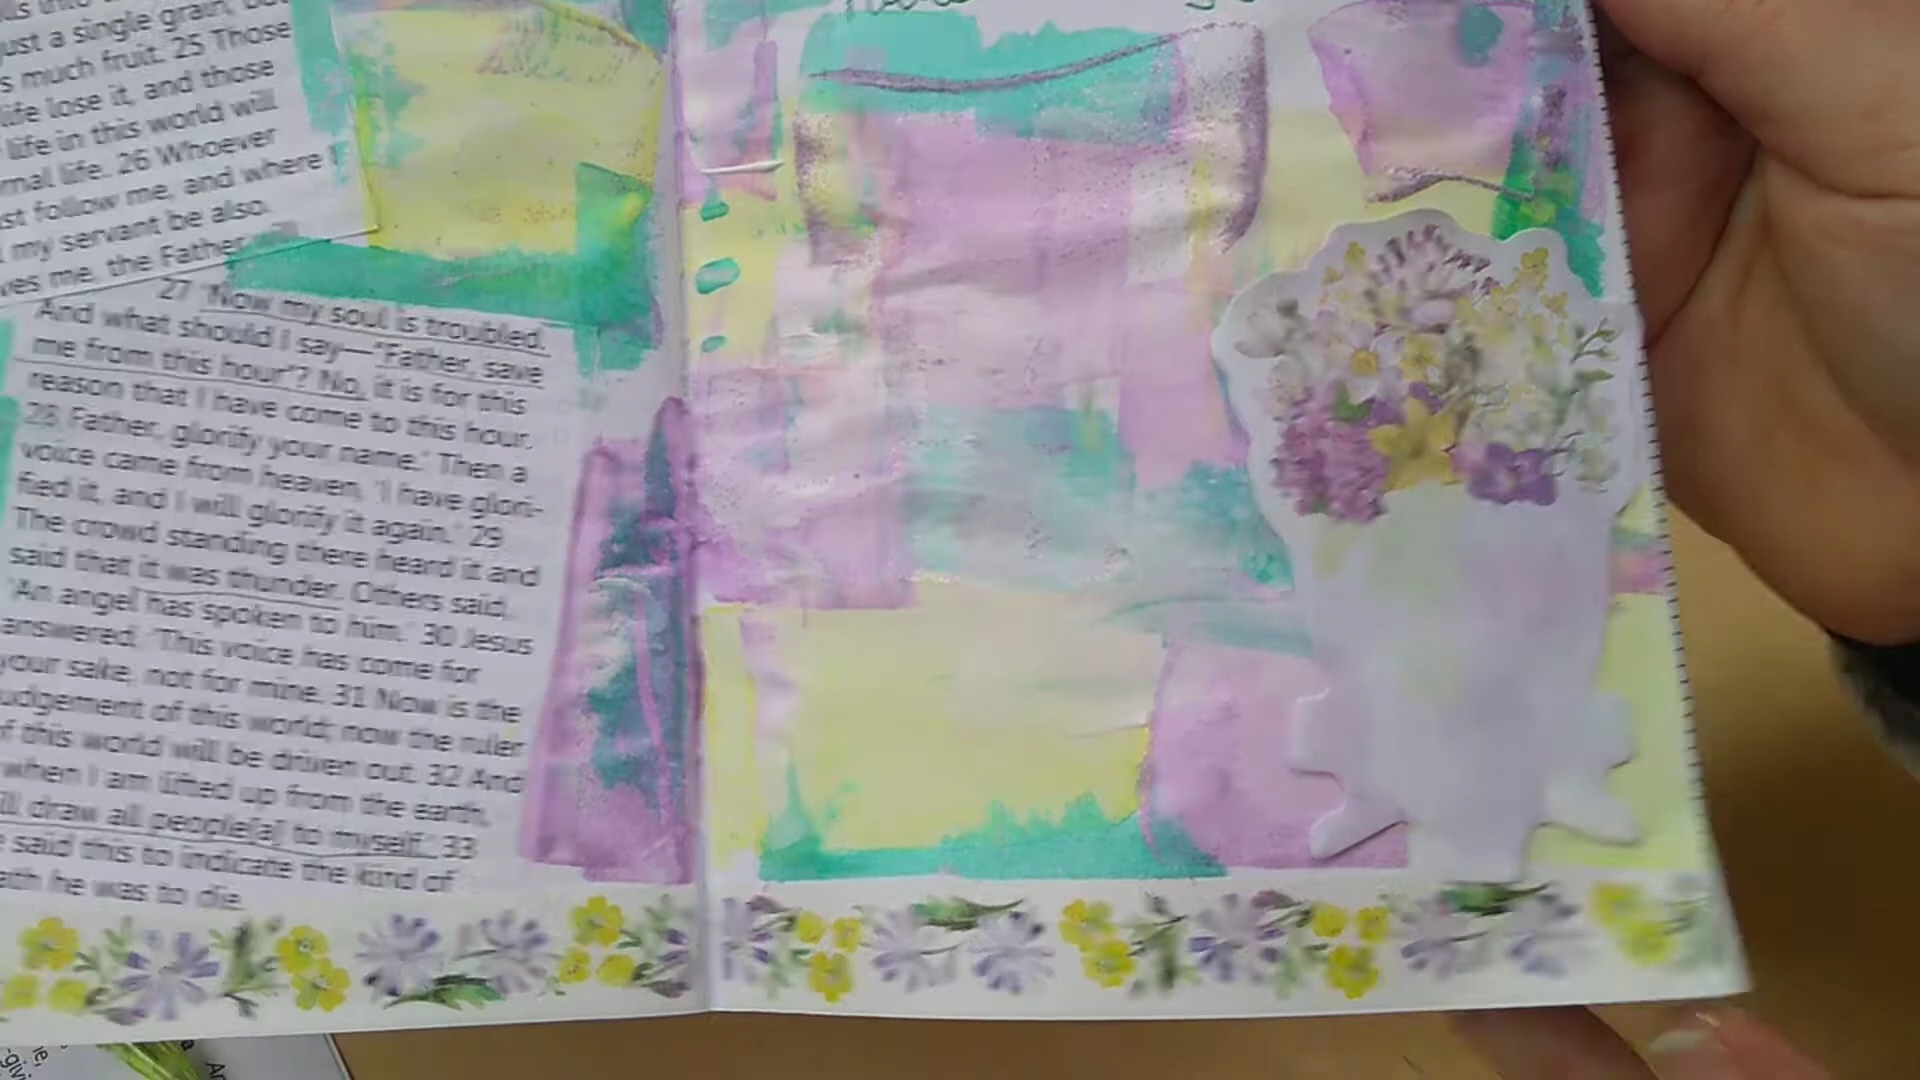 just a single grain, but
s much fruit. 25 Those
life lose it, and those
life in this world will
rnal life. 26 Whoever
ust follow me, and where I
my servant be also.
ves me, the Father
27 'Now my soul is troubled.
And what should I say—"Father, save
me from this hour"? No, it is for this
reason that I have come to this hour.
28 Father, glorify your name.' Then a
voice came from heaven, 'I have glori-
fied it, and I will glorify it again.' 29
The crowd standing there heard it and
said that it was thunder. Others said,
'An angel has spoken to him.' 30 Jesus
answered, 'This voice has come for
your sake, not for mine. 31 Now is the
udgement of this world; now the ruler
of this world will be driven out. 32 And
when I am lifted up from the earth,
ill draw all people[a] to myself.' 33
e said this to indicate the kind of
eath he was to die.